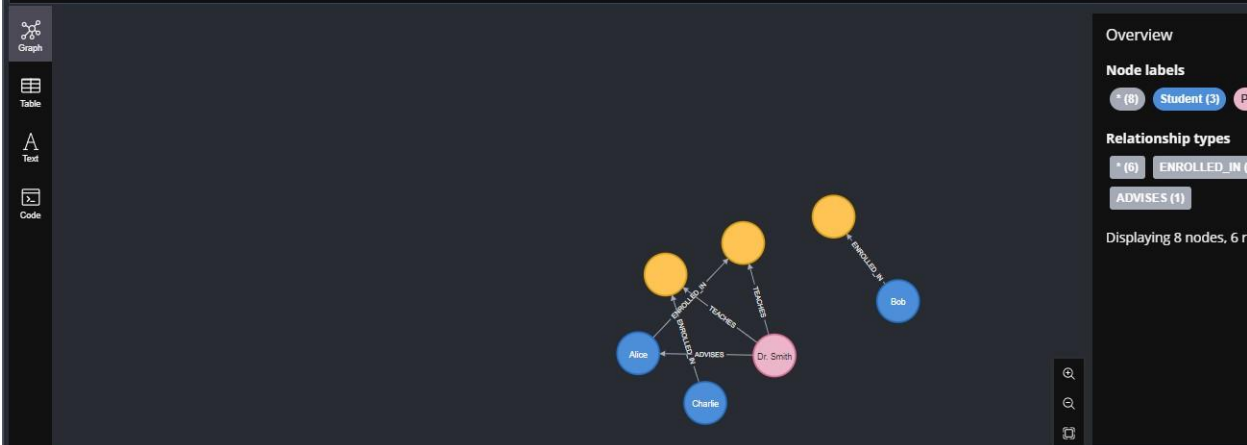 Graph
Table
Text
Code
ENROLLED_IN
TEACHES
ENROLLED_IN
TEACHES
ENROLLED_IN
Bob
Alice
ADVISES
Dr. Smith
Charlie
Overview
Node labels
* (8) Student (3) P
Relationship types
* (6) ENROLLED_IN (
ADVISES (1)
Displaying 8 nodes, 6 r